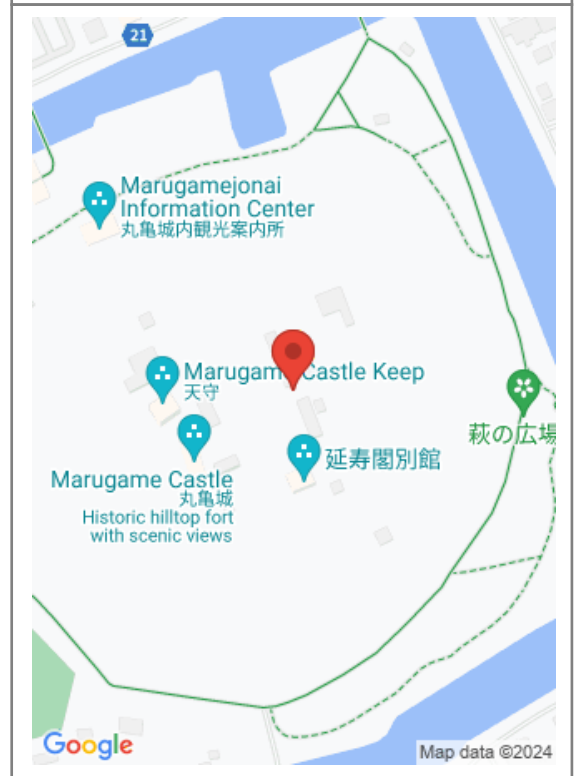 21
Marugamejonai
Information Center
丸亀城内観光案内所
Marugame Castle Keep
天守
萩の広場
延寿閣別館
Marugame Castle
丸亀城
Historic hilltop fort
with scenic views
Google
Map data ©2024